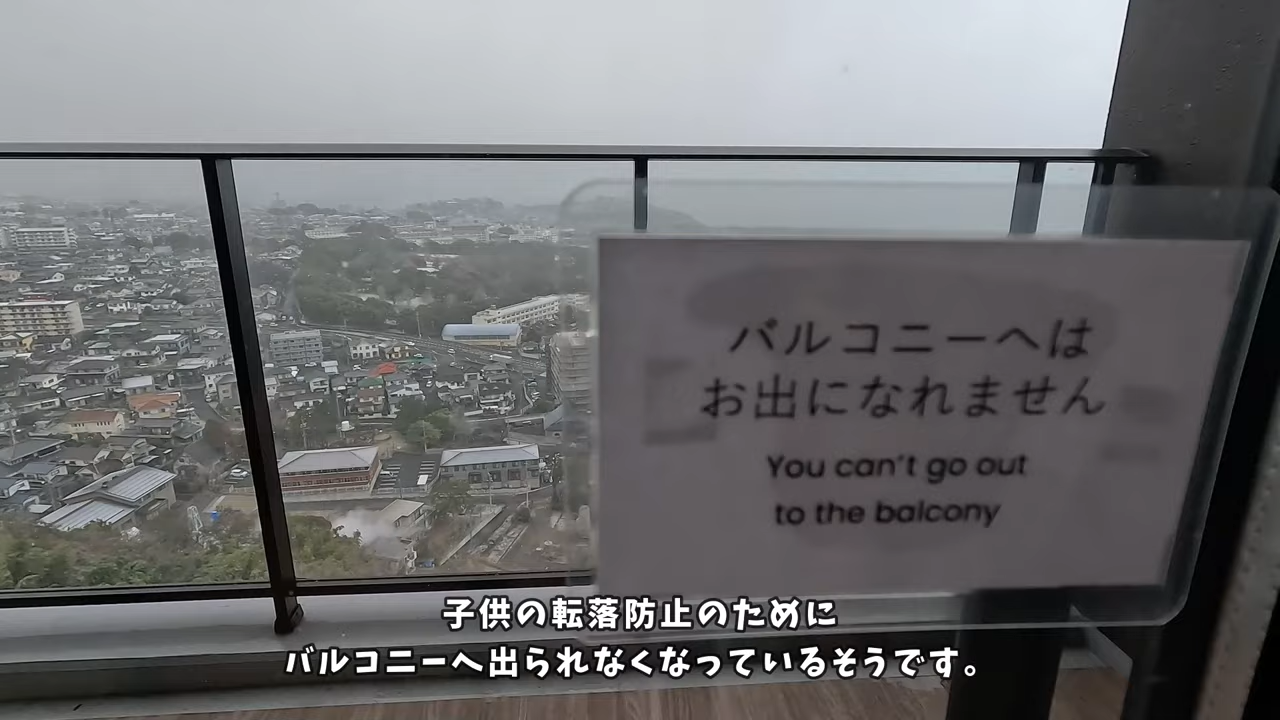 バルコニーへは
お出になれません
You can't go out
to the balcony
子供の転落防止のために
バルコニーへ出られなくなっているそうです。